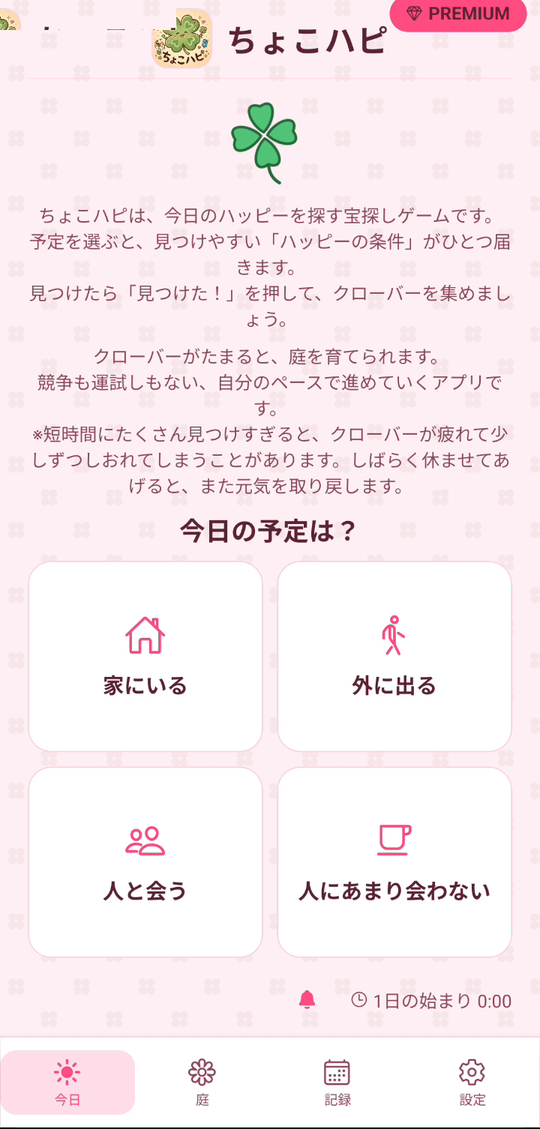 PREMIUM
ちょこハピ
ちょこハピ
ちょこハピは、今日のハッピーを探す宝探しゲームです。
予定を選ぶと、見つけやすい「ハッピーの条件」がひとつ届
きます。
見つけたら「見つけた！」を押して、クローバーを集めまし
ょう。
クローバーがたまると、庭を育てられます。
競争も運試しもない、自分のペースで進めていくアプリで
す。
※短時間にたくさん見つけすぎると、クローバーが疲れて少
しずつしおれてしまうことがあります。しばらく休ませてあ
げると、また元気を取り戻します。
今日の予定は？
家にいる
外に出る
人と会う
人にあまり会わない
1日の始まり 0:00
今日
庭
記録
設定